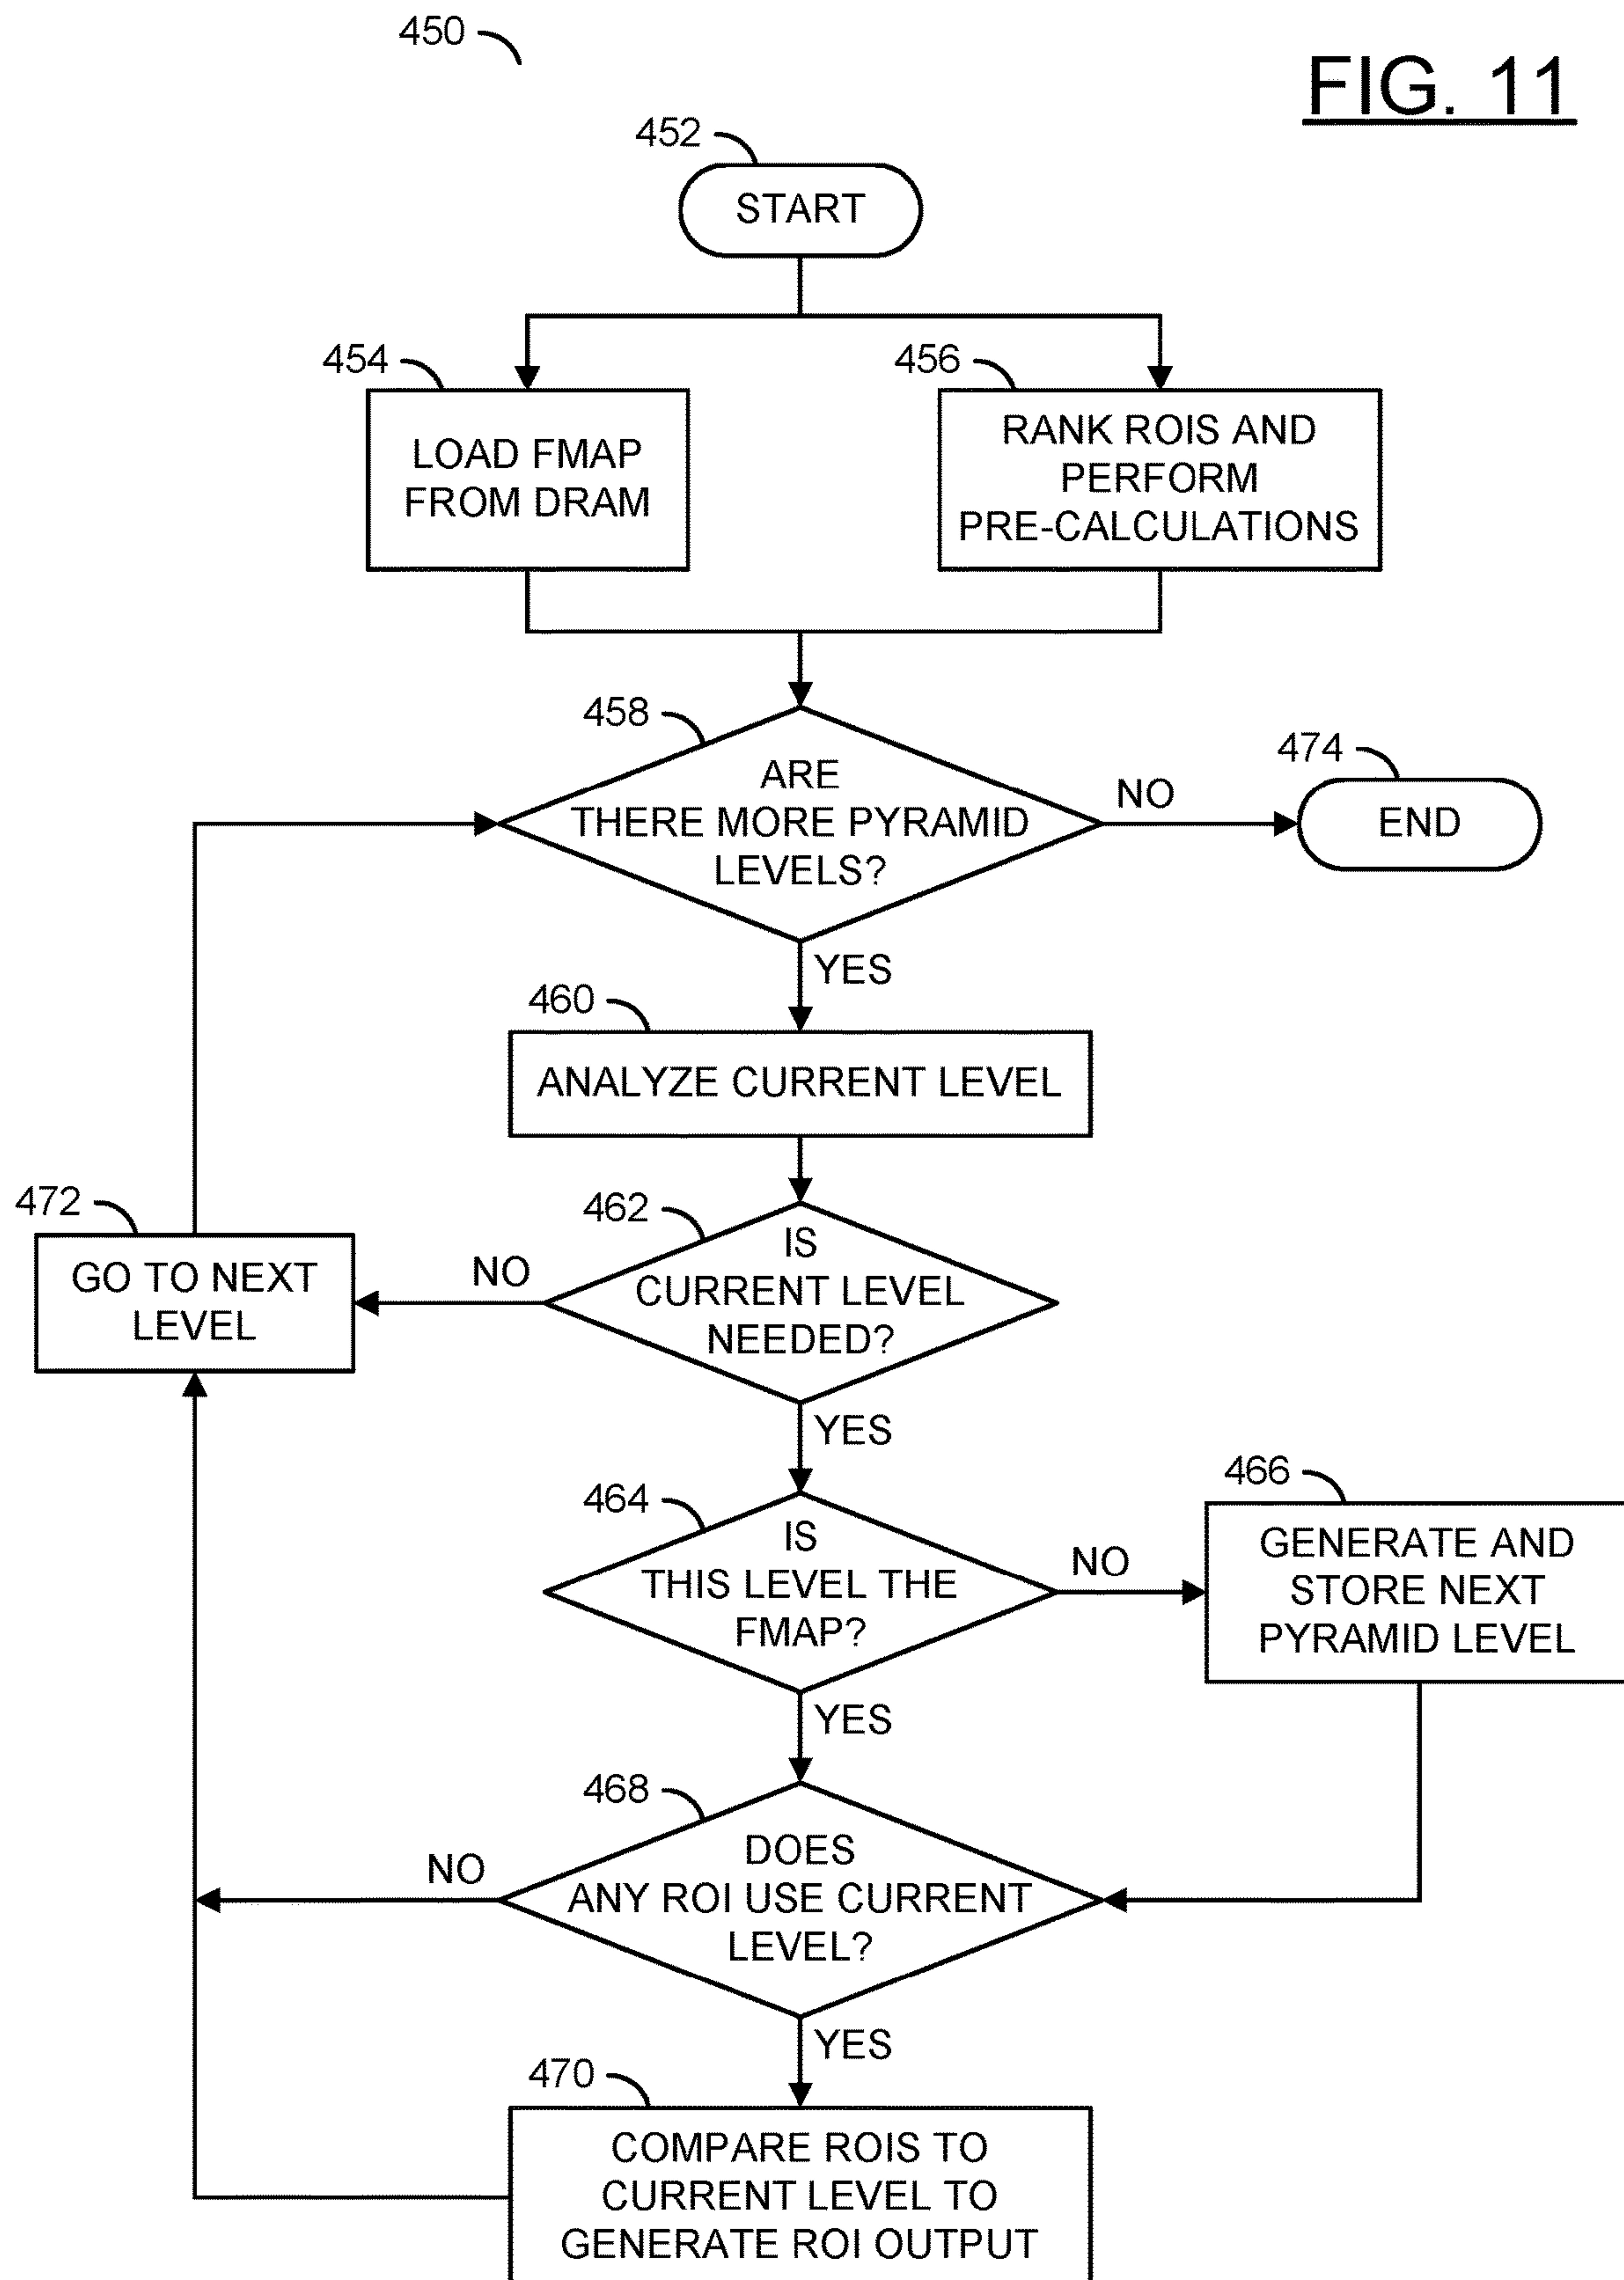 450
FIG. 11
452
START
454
LOAD FMAP
FROM DRAM
456
RANK ROIS AND
PERFORM
PRE-CALCULATIONS
458
ARE
THERE MORE PYRAMID
LEVELS?
NO
474
END
YES
460
ANALYZE CURRENT LEVEL
472
GO TO NEXT
LEVEL
NO
462
IS
CURRENT LEVEL
NEEDED?
YES
464
IS
THIS LEVEL THE
FMAP?
NO
466
GENERATE AND
STORE NEXT
PYRAMID LEVEL
YES
468
DOES
ANY ROI USE CURRENT
LEVEL?
NO
YES
470
COMPARE ROIS TO
CURRENT LEVEL TO
GENERATE ROI OUTPUT